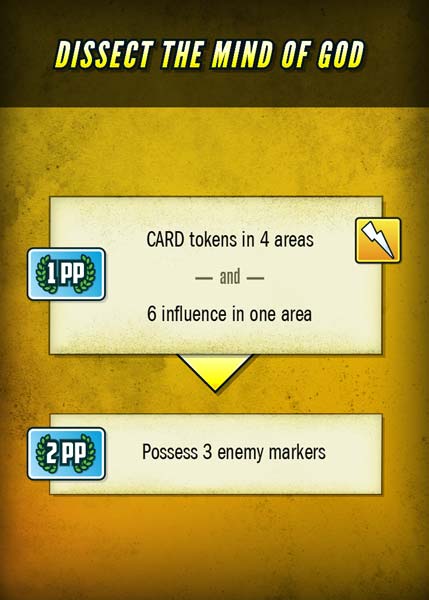 DISSECT THE MIND OF GOD
1 PP
CARD tokens in 4 areas
— and —
6 influence in one area
2 PP
Possess 3 enemy markers